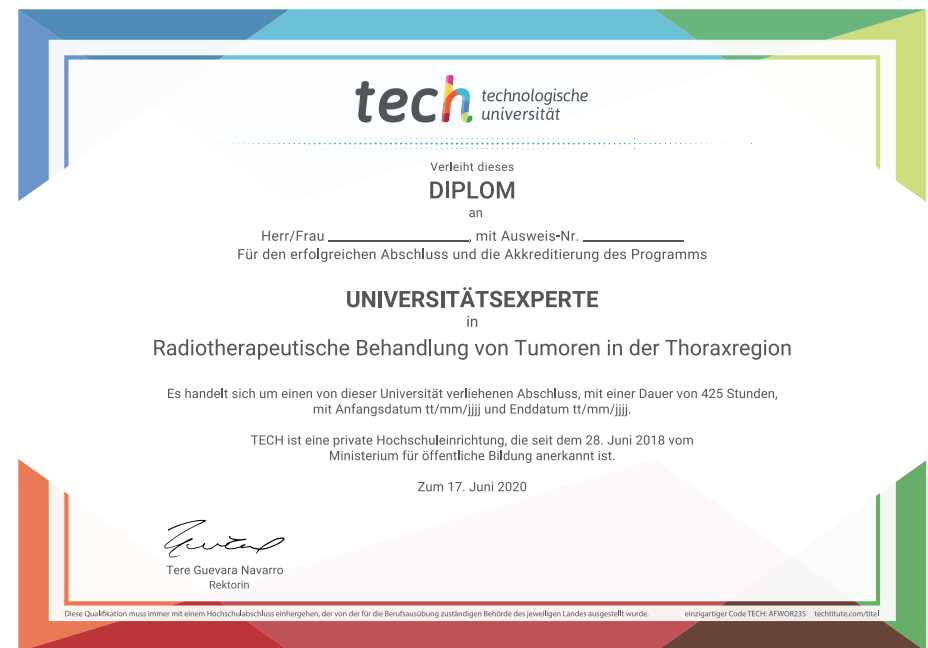 tech technologische
universität
Verleiht dieses
DIPLOM
an
Herr/Frau ____________________, mit Ausweis-Nr. ______________
Für den erfolgreichen Abschluss und die Akkreditierung des Programms
UNIVERSITÄTSEXPERTE
in
Radiotherapeutische Behandlung von Tumoren in der Thoraxregion
Es handelt sich um einen von dieser Universität verliehenen Abschluss, mit einer Dauer von 425 Stunden,
mit Anfangsdatum tt/mm/jjjj und Enddatum tt/mm/jjjj.
TECH ist eine private Hochschuleinrichtung, die seit dem 28. Juni 2018 vom
Ministerium für öffentliche Bildung anerkannt ist.
Zum 17. Juni 2020
Tere Guevara Navarro
Rektorin
Diese Qualifikation muss immer mit einem Hochschulabschluss einhergehen, der von der für die Berufsausübung zuständigen Behörde des jeweiligen Landes ausgestellt wurde. einzigartiger Code TECH: AFWOR235 techtitute.com/titel